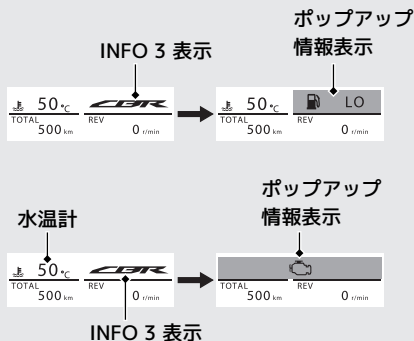 ポップアップ
情報表示
INFO 3 表示
50 °C CBR
TOTAL 500 km REV 0 r/min
50 °C LO
TOTAL 500 km REV 0 r/min
ポップアップ
情報表示
水温計
50 °C CBR
TOTAL 500 km REV 0 r/min
TOTAL 500 km REV 0 r/min
INFO 3 表示